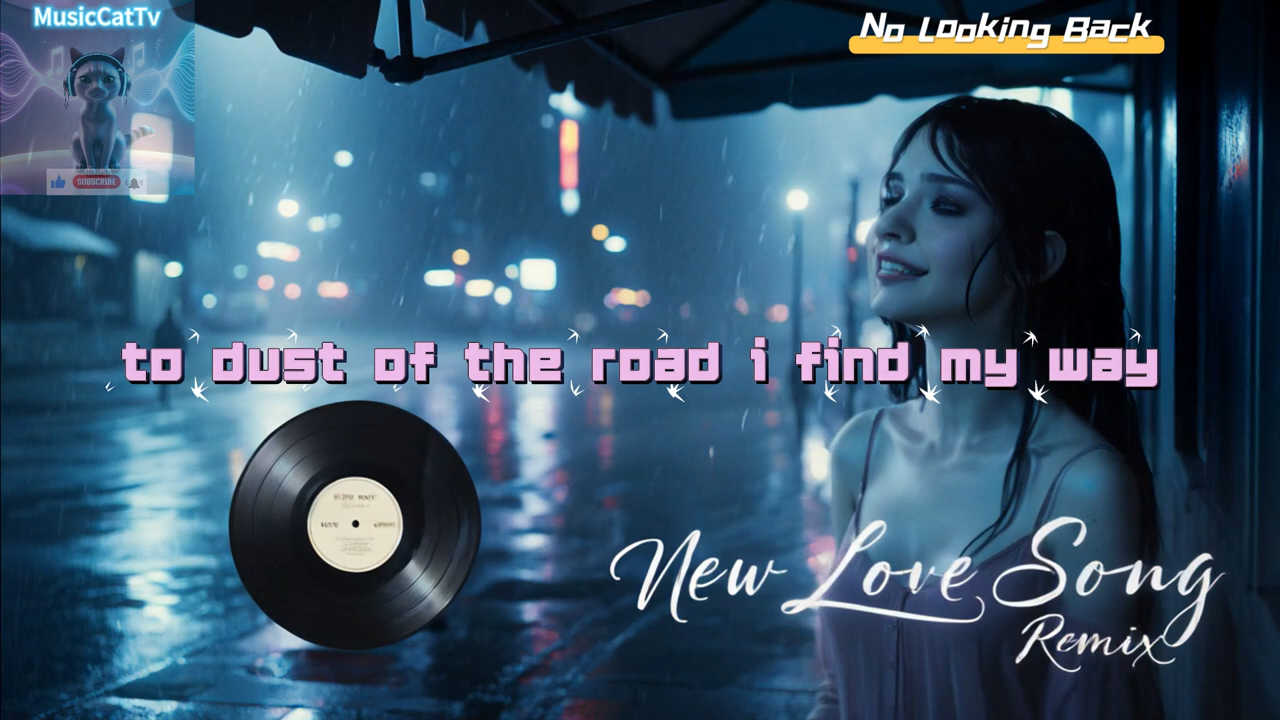 MusicCatTv
No Looking Back
SUBSCRIBE
to dust of the road i find my way
New Love Song
Remix